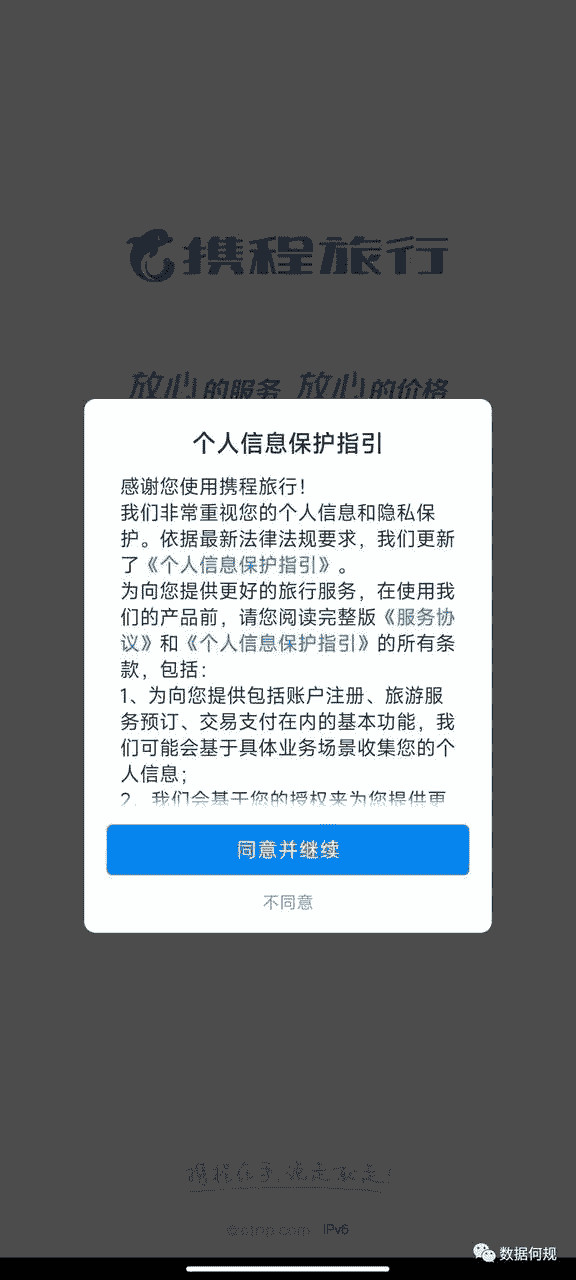 携程旅行
放心的服务 放心的价格
个人信息保护指引
感谢您使用携程旅行！
我们非常重视您的个人信息和隐私保
护。依据最新法律法规要求，我们更新
了《个人信息保护指引》。
为向您提供更好的旅行服务，在使用我
们的产品前，请您阅读完整版《服务协
议》和《个人信息保护指引》的所有条
款，包括：
1、为向您提供包括账户注册、旅游服
务预订、交易支付在内的基本功能，我
们可能会基于具体业务场景收集您的个
人信息；
2、我们会基于您的授权来为您提供更
同意并继续
不同意
携程在手，说走就走！
ctrip.com IPv6
数据何规